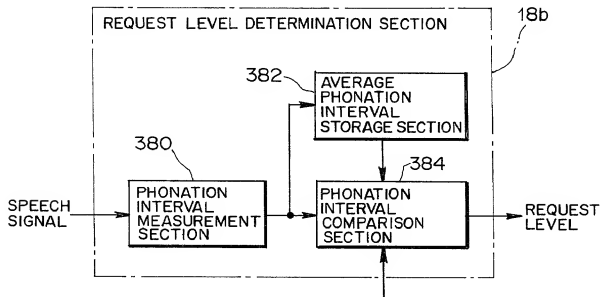 REQUEST LEVEL DETERMINATION SECTION
18b
382
AVERAGE
PHONATION
INTERVAL
STORAGE SECTION
380
384
SPEECH
SIGNAL
PHONATION
INTERVAL
MEASUREMENT
SECTION
PHONATION
INTERVAL
COMPARISON
SECTION
REQUEST
LEVEL